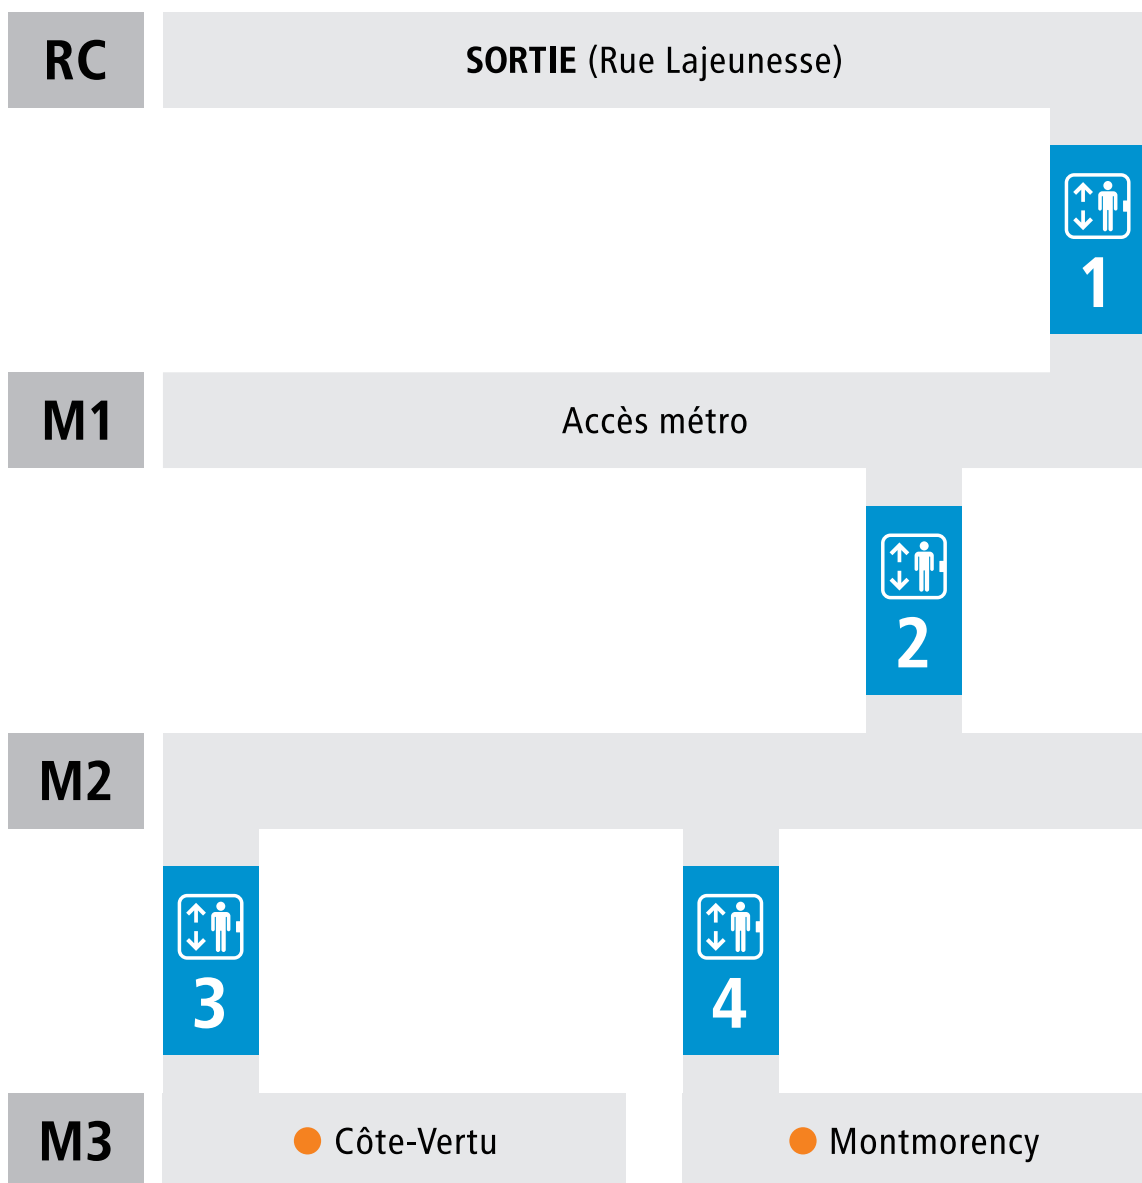 RC
SORTIE (Rue Lajeunesse)
1
M1
Accès métro
2
M2
3
4
M3
Côte-Vertu
Montmorency